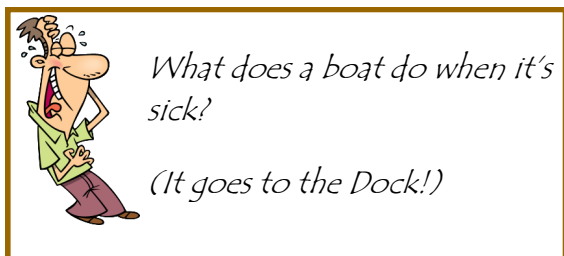 What does a boat do when it's
sick?
(It goes to the Dock!)